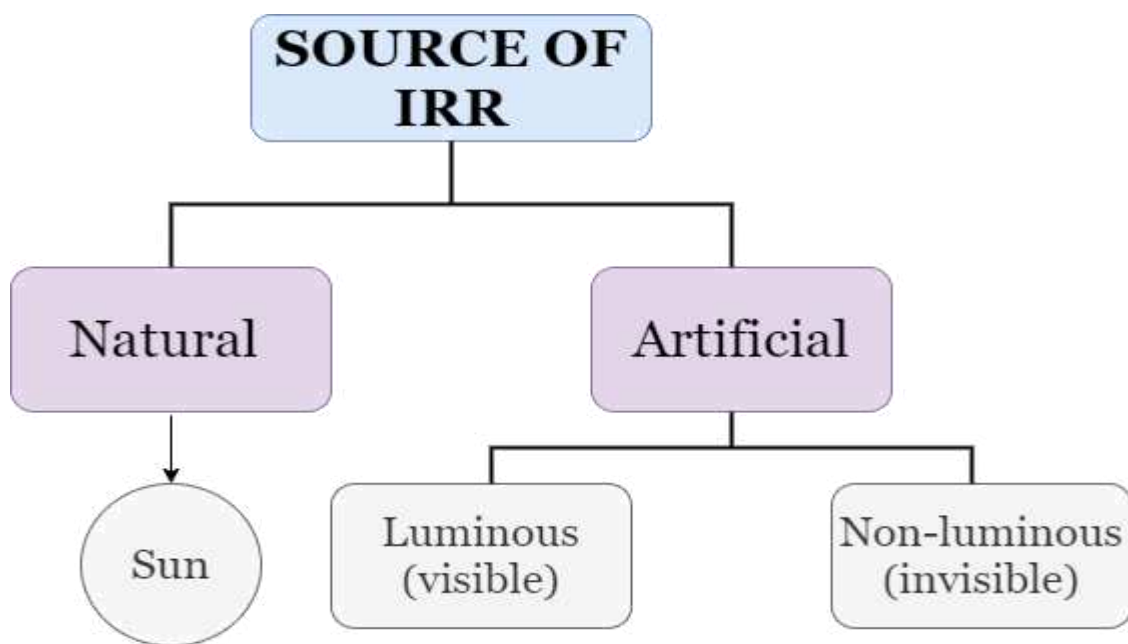 SOURCE OF
IRR
Natural
Artificial
Sun
Luminous
(visible)
Non-luminous
(invisible)